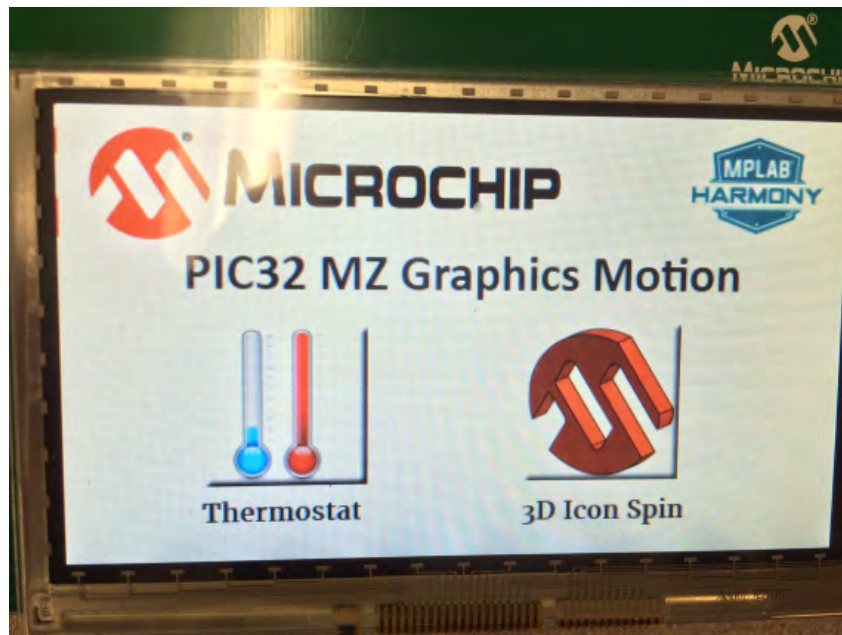 MICROCHIP
MICROCHIP
MPLAB
HARMONY
PIC32 MZ Graphics Motion
Thermostat
3D Icon Spin